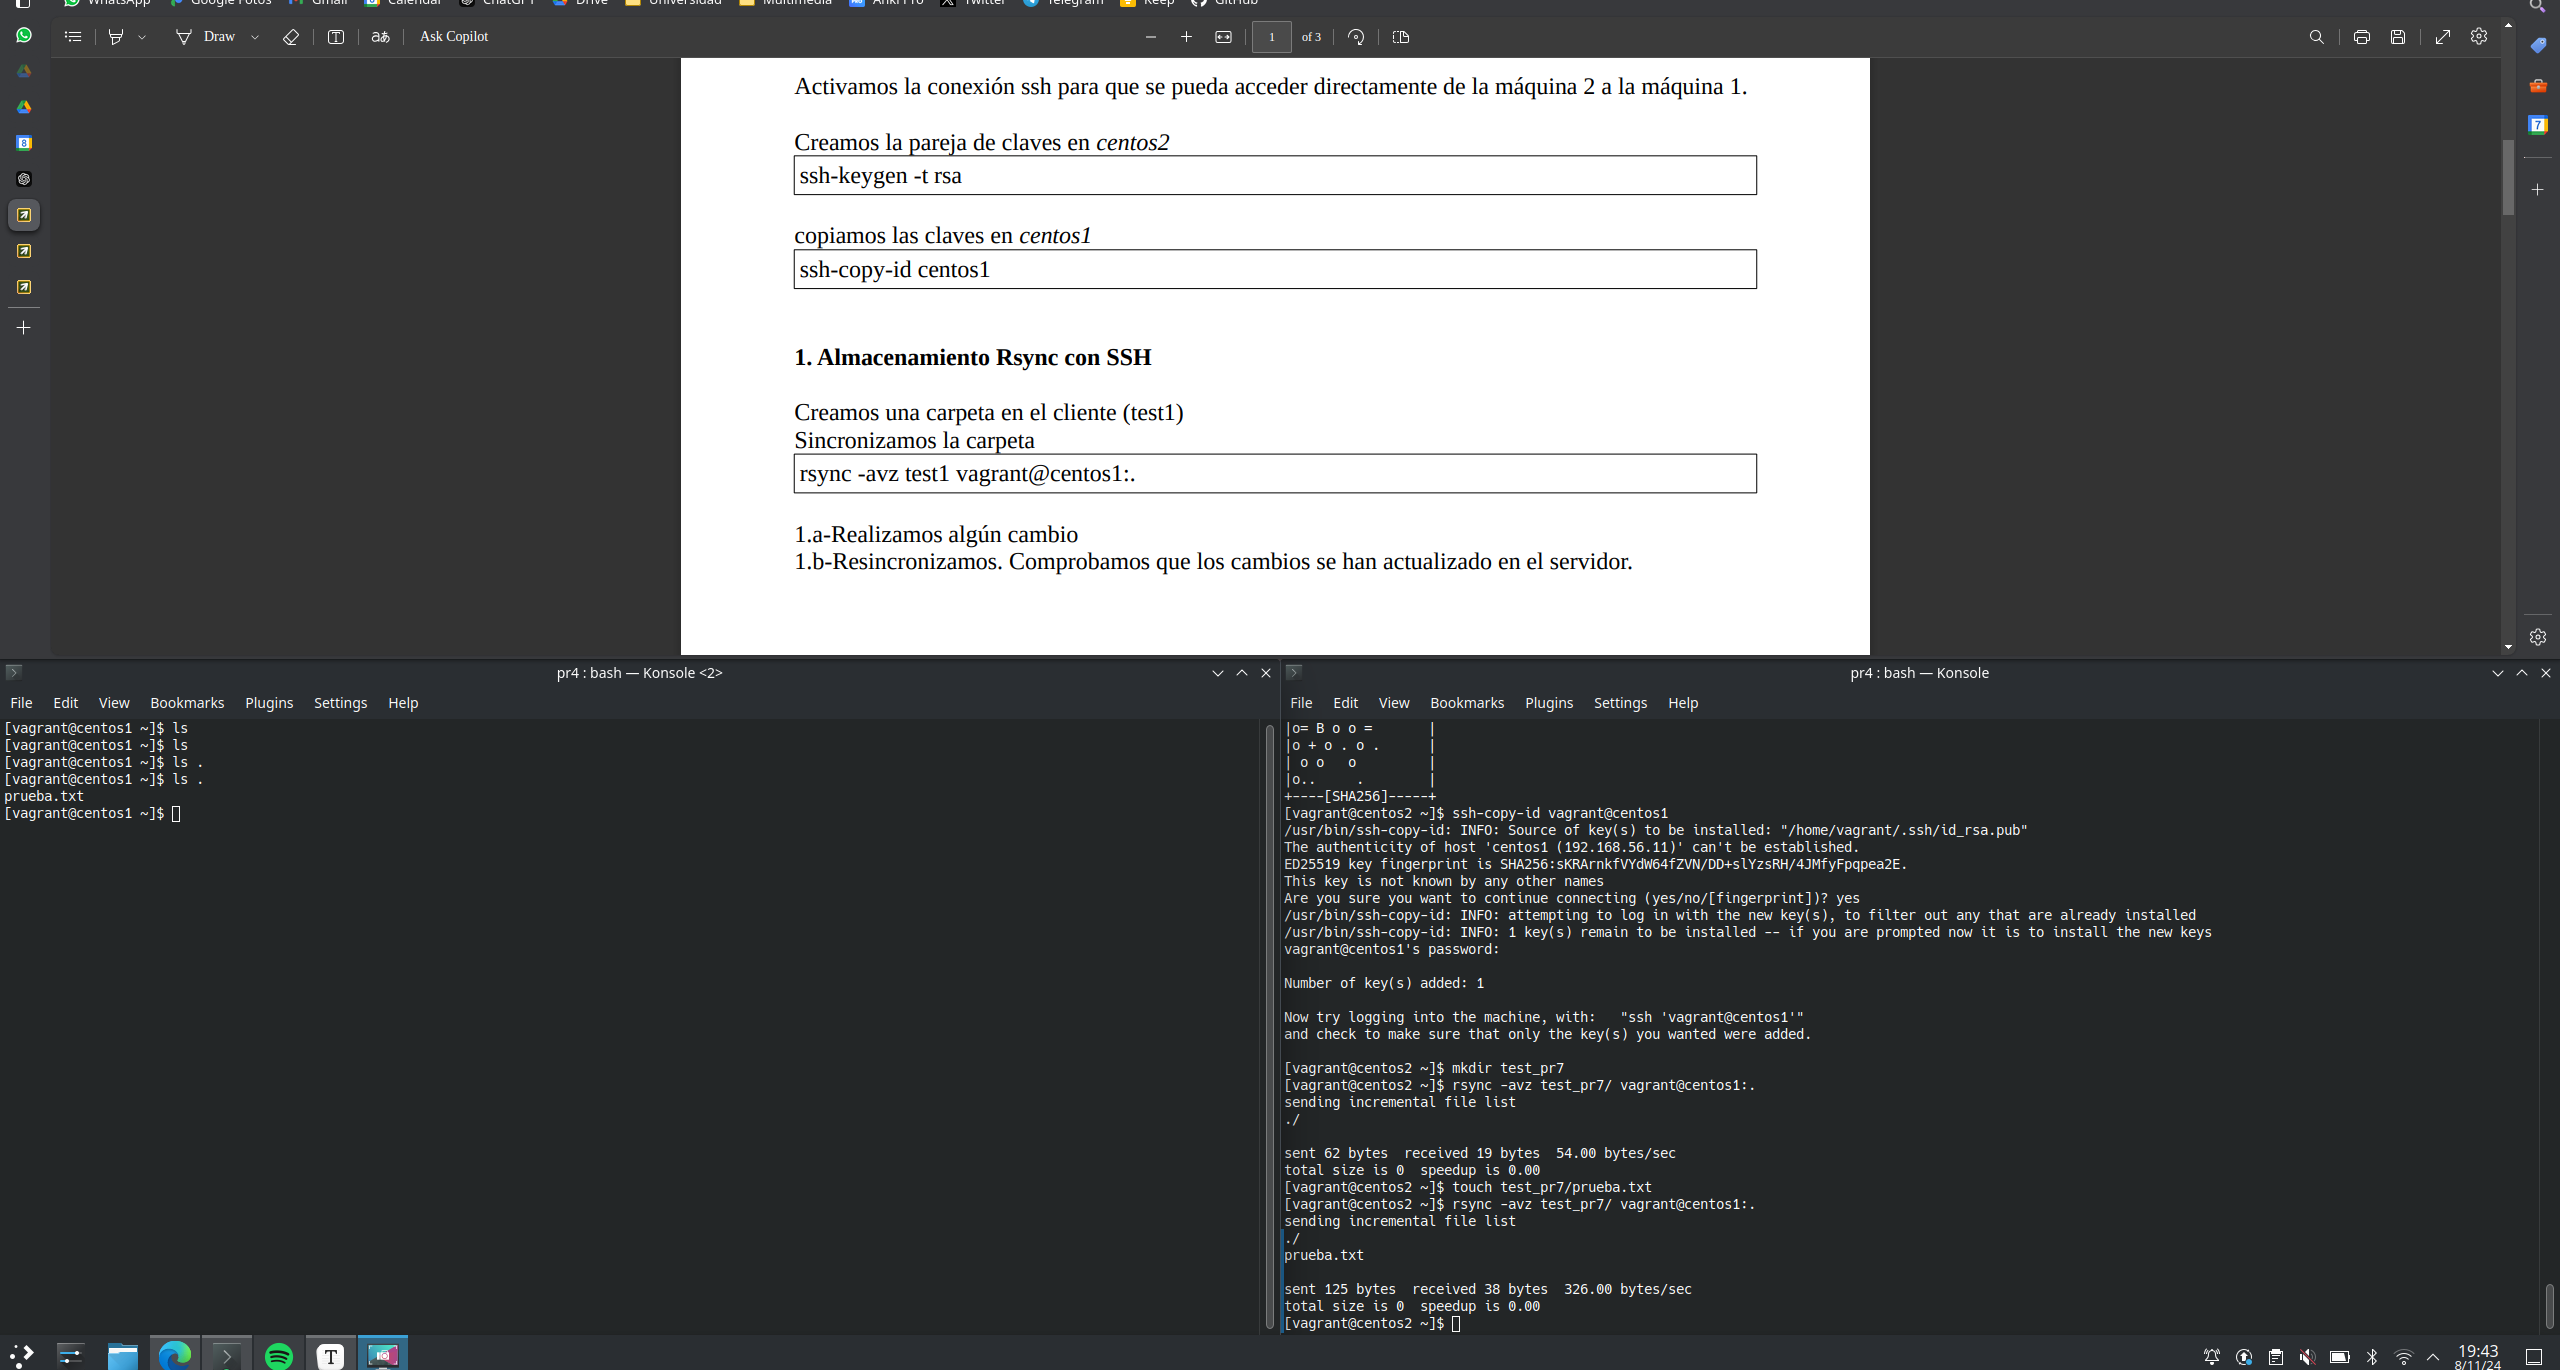 WhatsApp Google Fotos Gmail Calendar ChatGPT Drive Universidad Multimedia Anki Pro Twitter Telegram Keep GitHub
Draw Ask Copilot 1 of 3
Activamos la conexión ssh para que se pueda acceder directamente de la máquina 2 a la máquina 1.
Creamos la pareja de claves en centos2
ssh-keygen -t rsa
copiamos las claves en centos1
ssh-copy-id centos1
1. Almacenamiento Rsync con SSH
Creamos una carpeta en el cliente (test1)
Sincronizamos la carpeta
rsync -avz test1 vagrant@centos1:.
1.a-Realizamos algún cambio
1.b-Resincronizamos. Comprobamos que los cambios se han actualizado en el servidor.
pr4 : bash — Konsole <2>
File Edit View Bookmarks Plugins Settings Help
[vagrant@centos1 ~]$ ls
[vagrant@centos1 ~]$ ls
[vagrant@centos1 ~]$ ls .
[vagrant@centos1 ~]$ ls .
prueba.txt
[vagrant@centos1 ~]$
pr4 : bash — Konsole
File Edit View Bookmarks Plugins Settings Help
|o= B o o =       |
|o + o . o .      |
| o o   o         |
|o..     .        |
+----[SHA256]-----+
[vagrant@centos2 ~]$ ssh-copy-id vagrant@centos1
/usr/bin/ssh-copy-id: INFO: Source of key(s) to be installed: "/home/vagrant/.ssh/id_rsa.pub"
The authenticity of host 'centos1 (192.168.56.11)' can't be established.
ED25519 key fingerprint is SHA256:sKRArnkfVYdW64fZVN/DD+slYzsRH/4JMfyFpqpea2E.
This key is not known by any other names
Are you sure you want to continue connecting (yes/no/[fingerprint])? yes
/usr/bin/ssh-copy-id: INFO: attempting to log in with the new key(s), to filter out any that are already installed
/usr/bin/ssh-copy-id: INFO: 1 key(s) remain to be installed -- if you are prompted now it is to install the new keys
vagrant@centos1's password:
Number of key(s) added: 1
Now try logging into the machine, with:   "ssh 'vagrant@centos1'"
and check to make sure that only the key(s) you wanted were added.
[vagrant@centos2 ~]$ mkdir test_pr7
[vagrant@centos2 ~]$ rsync -avz test_pr7/ vagrant@centos1:.
sending incremental file list
./
sent 62 bytes  received 19 bytes  54.00 bytes/sec
total size is 0  speedup is 0.00
[vagrant@centos2 ~]$ touch test_pr7/prueba.txt
[vagrant@centos2 ~]$ rsync -avz test_pr7/ vagrant@centos1:.
sending incremental file list
./
prueba.txt
sent 125 bytes  received 38 bytes  326.00 bytes/sec
total size is 0  speedup is 0.00
[vagrant@centos2 ~]$
19:43
8/11/24